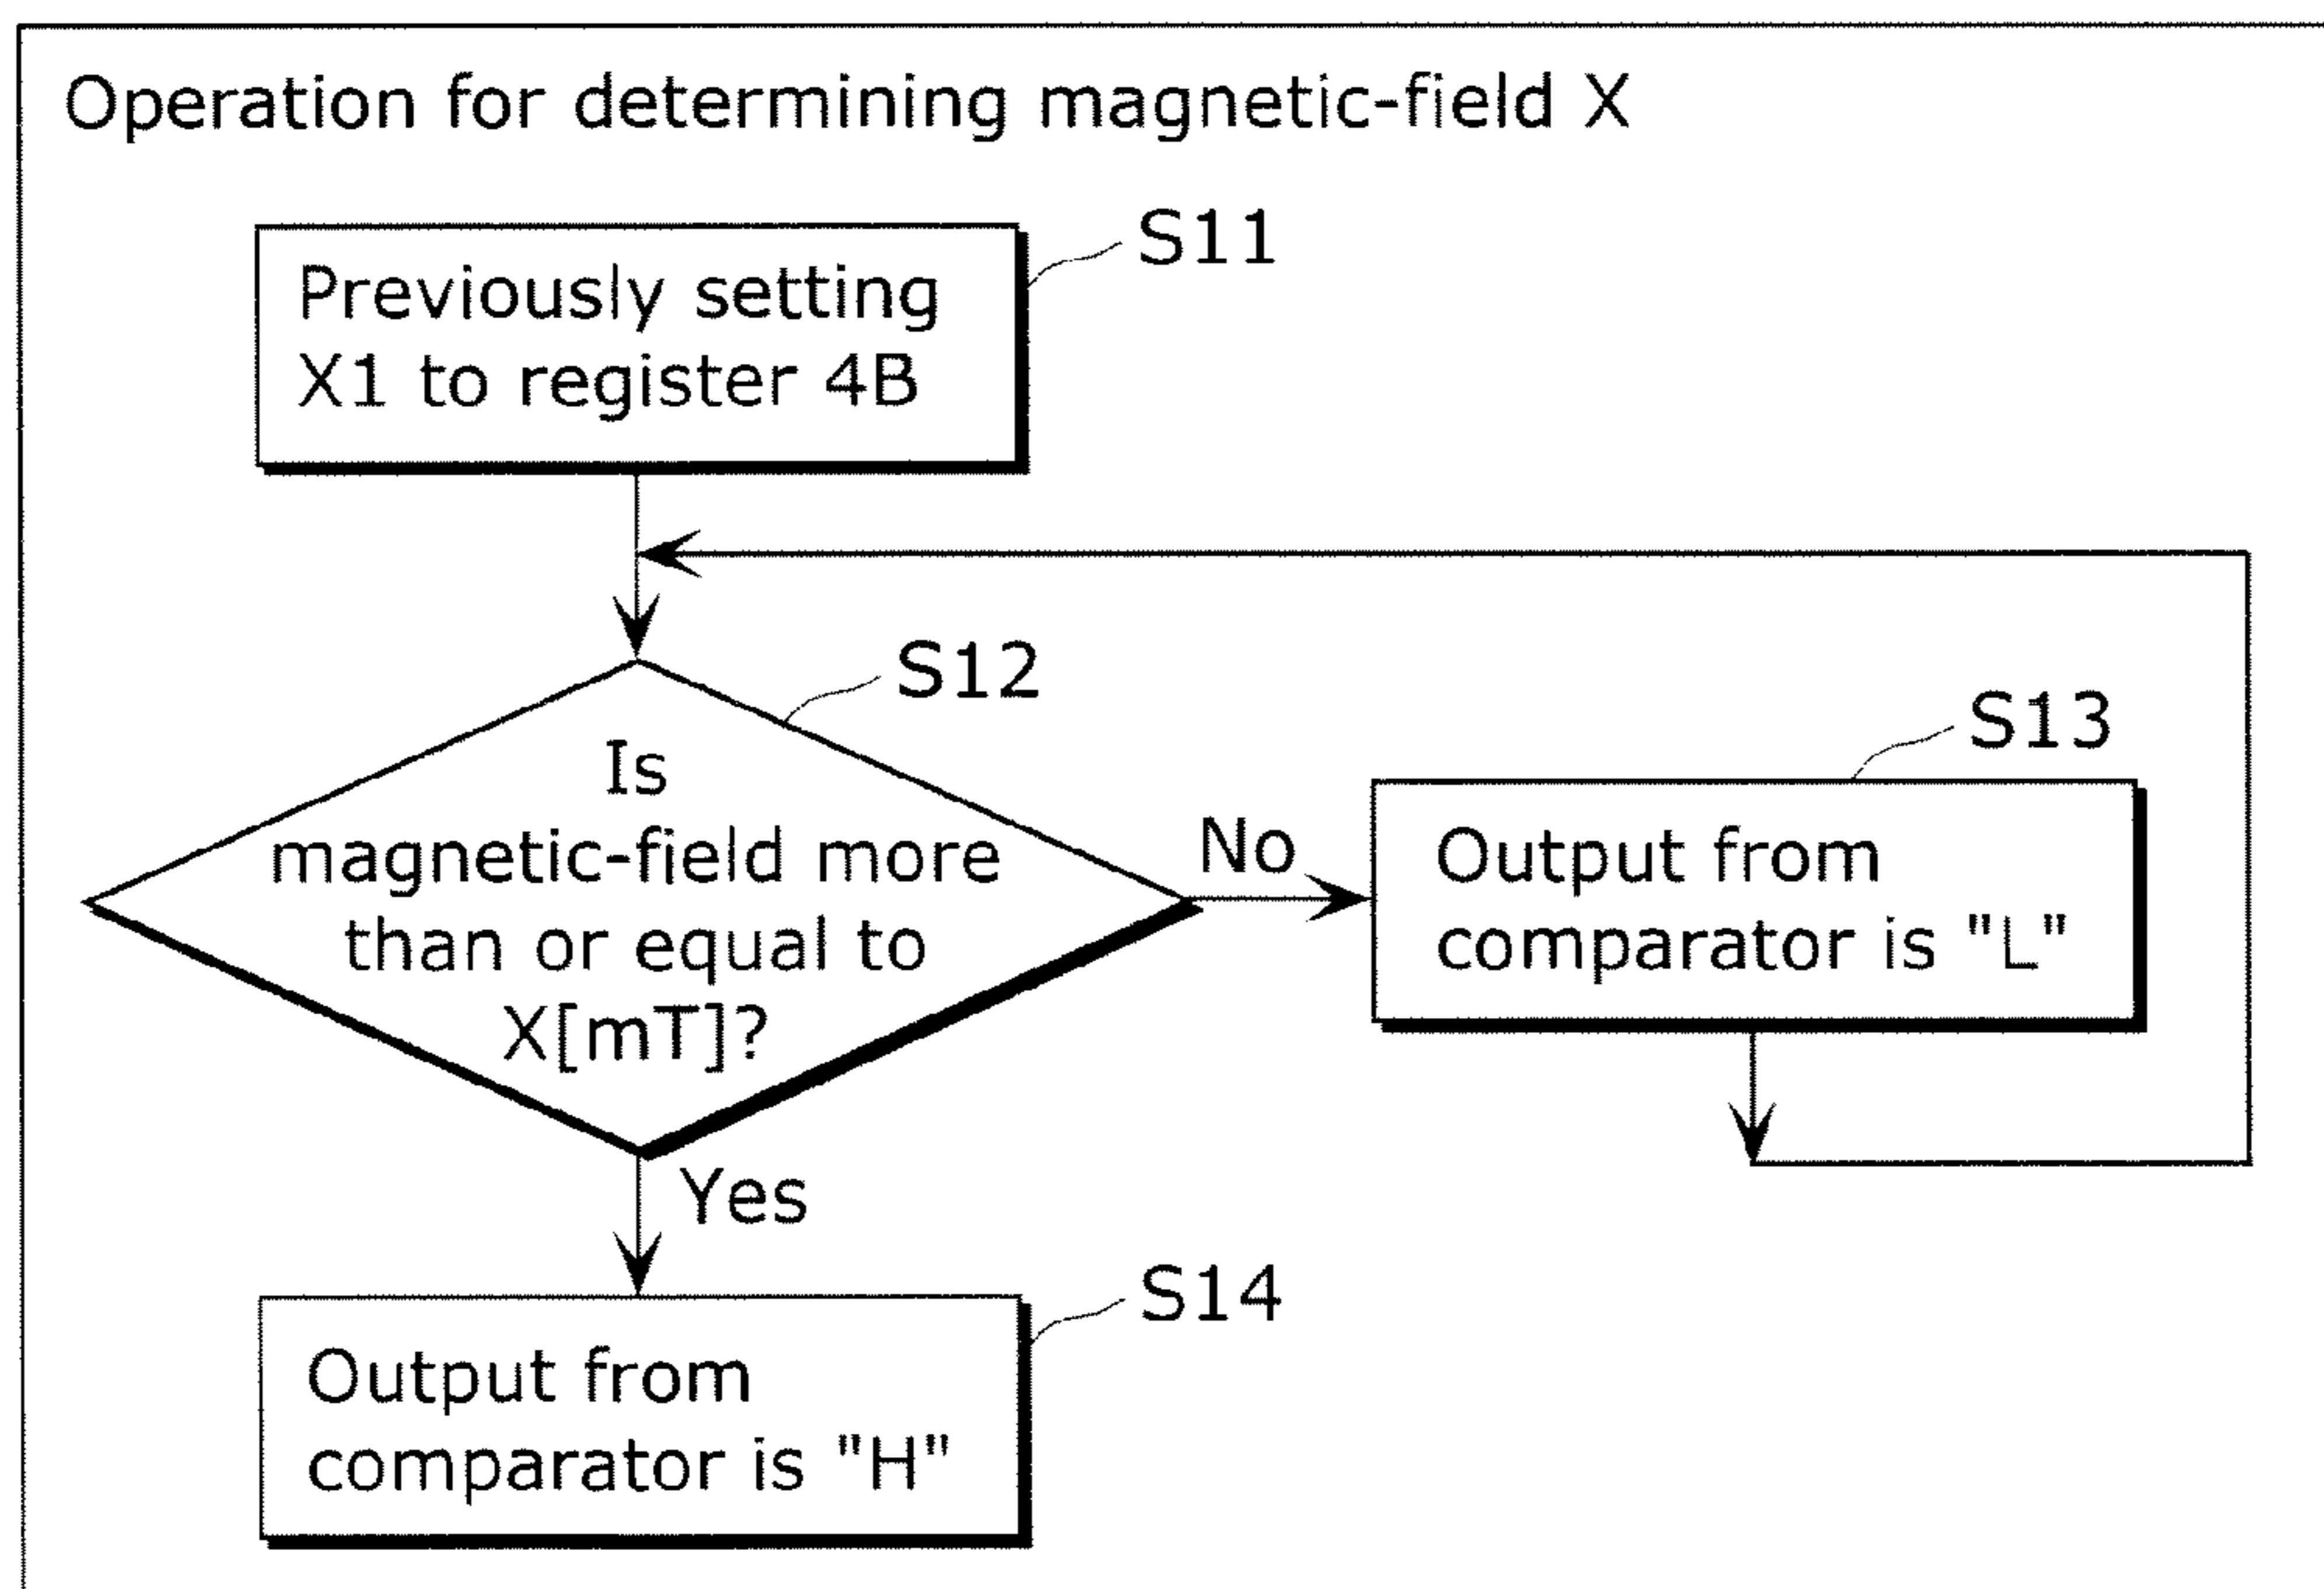 Operation for determining magnetic-field X
S11
Previously setting
X1 to register 4B
S12
Is
magnetic-field more
than or equal to
X[mT]?
No
S13
Output from
comparator is "L"
Yes
S14
Output from
comparator is "H"